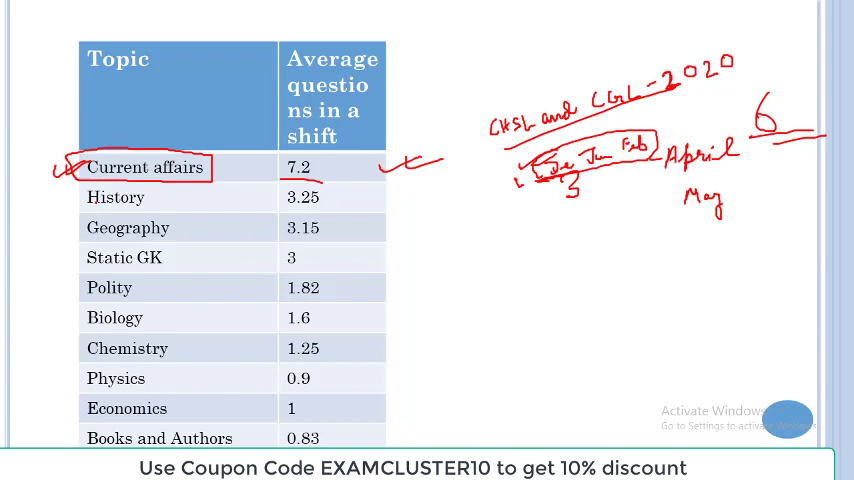 Topic Average questio ns in a shift
Current affairs 7.2
History 3.25
Geography 3.15
Static GK 3
Polity 1.82
Biology 1.6
Chemistry 1.25
Physics 0.9
Economics 1
Books and Authors 0.83
CHSL and CGL - 2020
6
Jan Feb April
3
May
Activate Windows
Go to Settings to activate Windows.
Use Coupon Code EXAMCLUSTER10 to get 10% discount